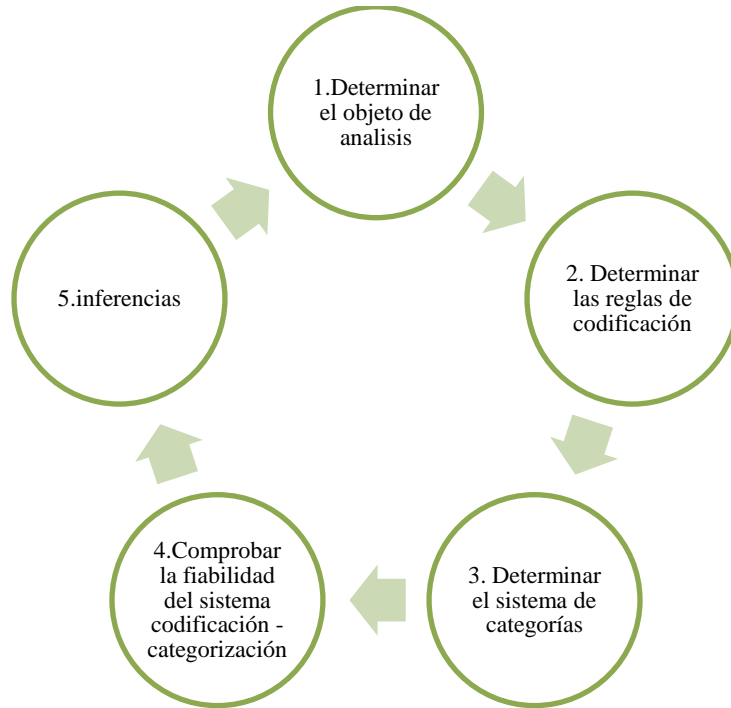 1.Determinar
el objeto de
analisis
2. Determinar
las reglas de
codificación
3. Determinar
el sistema de
categorías
4.Comprobar
la fiabilidad
del sistema
codificación -
categorización
5.inferencias